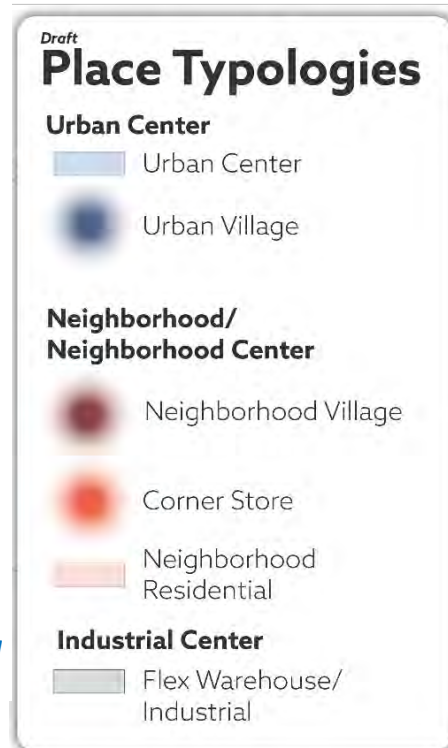 Draft
Place Typologies
Urban Center
Urban Center
Urban Village
Neighborhood/
Neighborhood Center
Neighborhood Village
Corner Store
Neighborhood
Residential
Industrial Center
Flex Warehouse/
Industrial